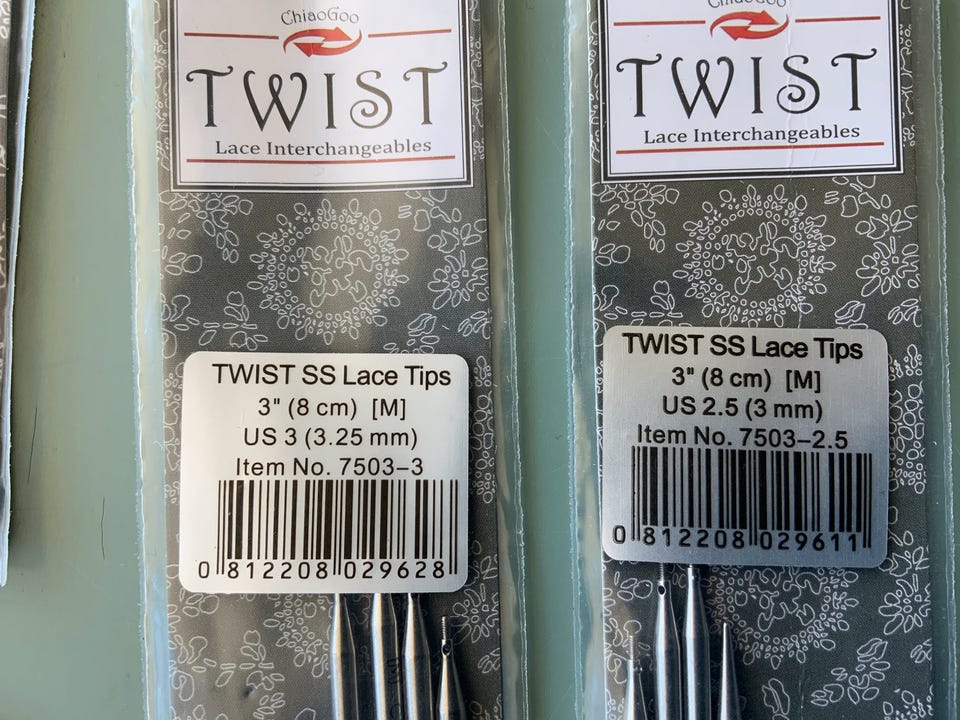 ChiaoGoo
TWIST
Lace Interchangeables
TWIST SS Lace Tips
3" (8 cm) [M]
US 3 (3.25 mm)
Item No. 7503–3
0 812208 029628
ChiaoGoo
TWIST
Lace Interchangeables
TWIST SS Lace Tips
3" (8 cm) [M]
US 2.5 (3 mm)
Item No. 7503–2.5
0 812208 029611